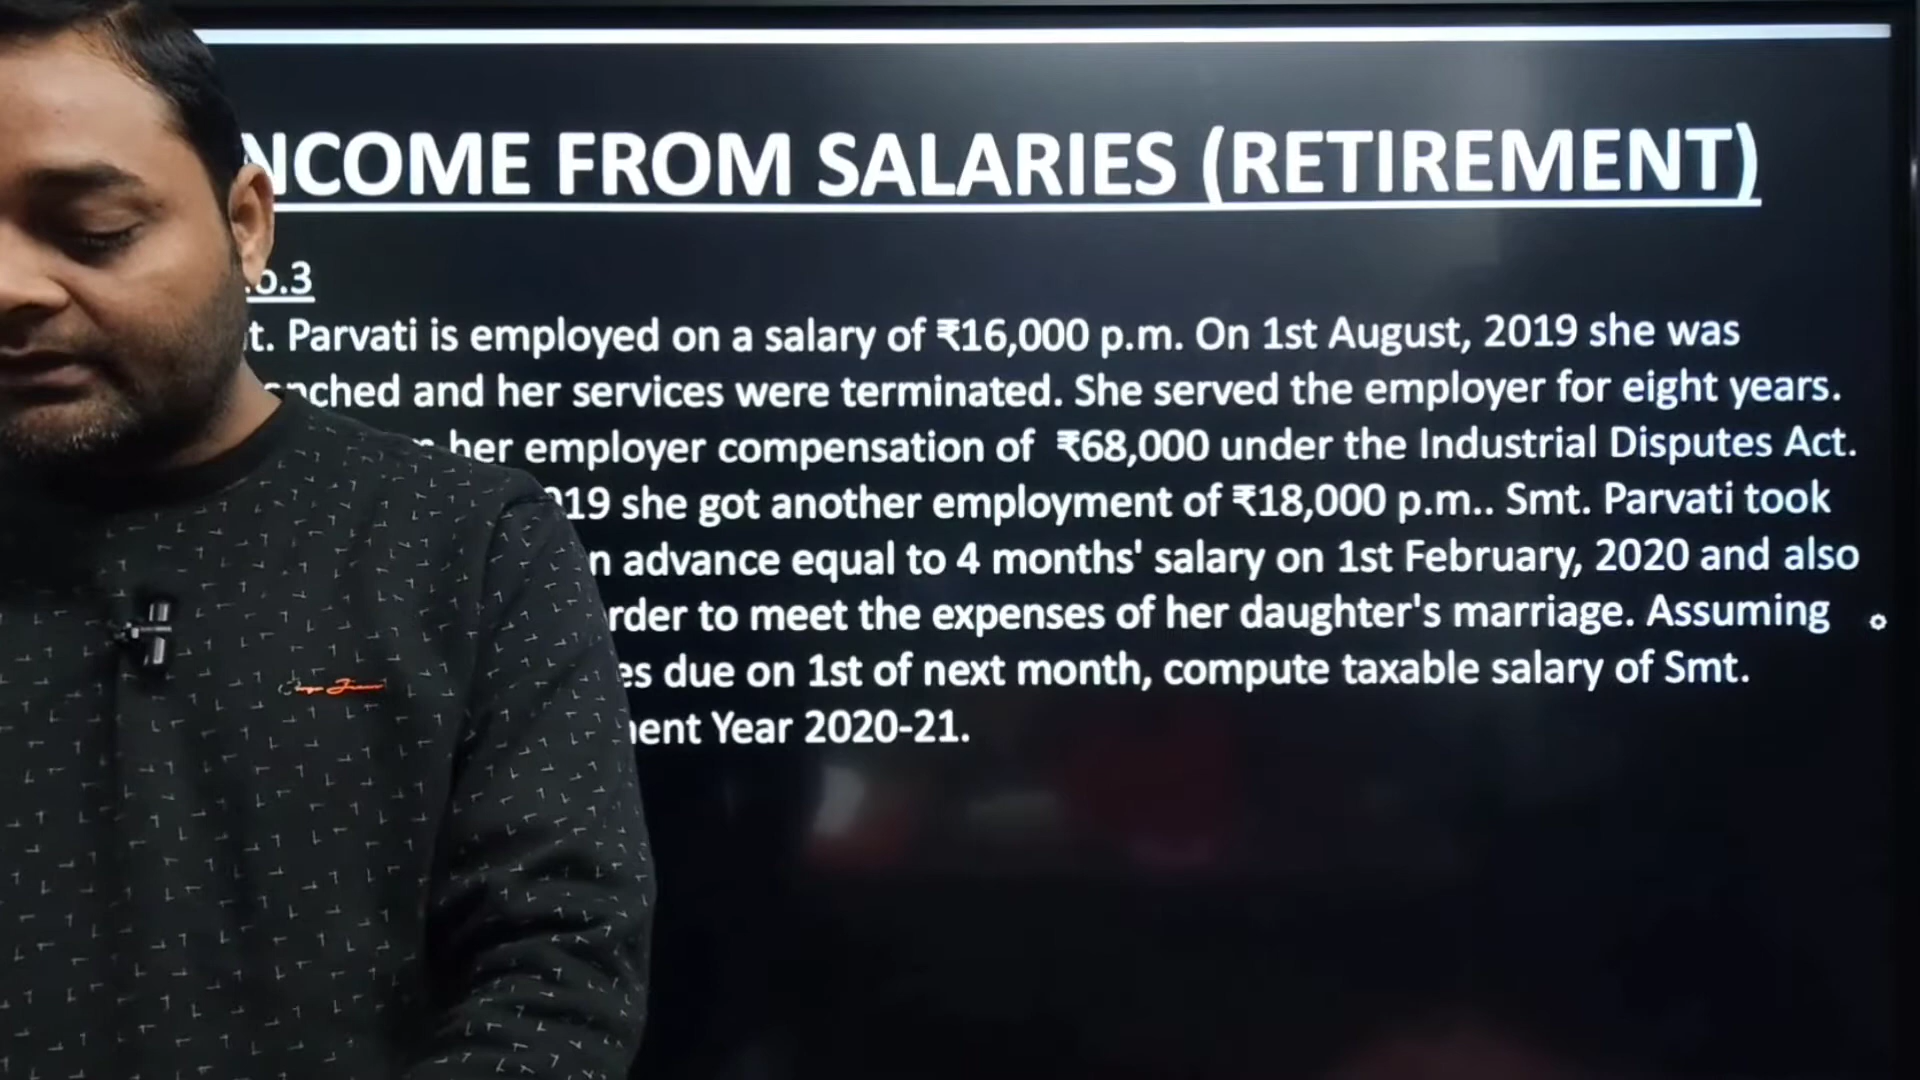 NCOME FROM SALARIES (RETIREMENT)
.o.3
t. Parvati is employed on a salary of ₹16,000 p.m. On 1st August, 2019 she was
nched and her services were terminated. She served the employer for eight years.
her employer compensation of ₹68,000 under the Industrial Disputes Act.
019 she got another employment of ₹18,000 p.m.. Smt. Parvati took
n advance equal to 4 months' salary on 1st February, 2020 and also
rder to meet the expenses of her daughter's marriage. Assuming
es due on 1st of next month, compute taxable salary of Smt.
ent Year 2020-21.